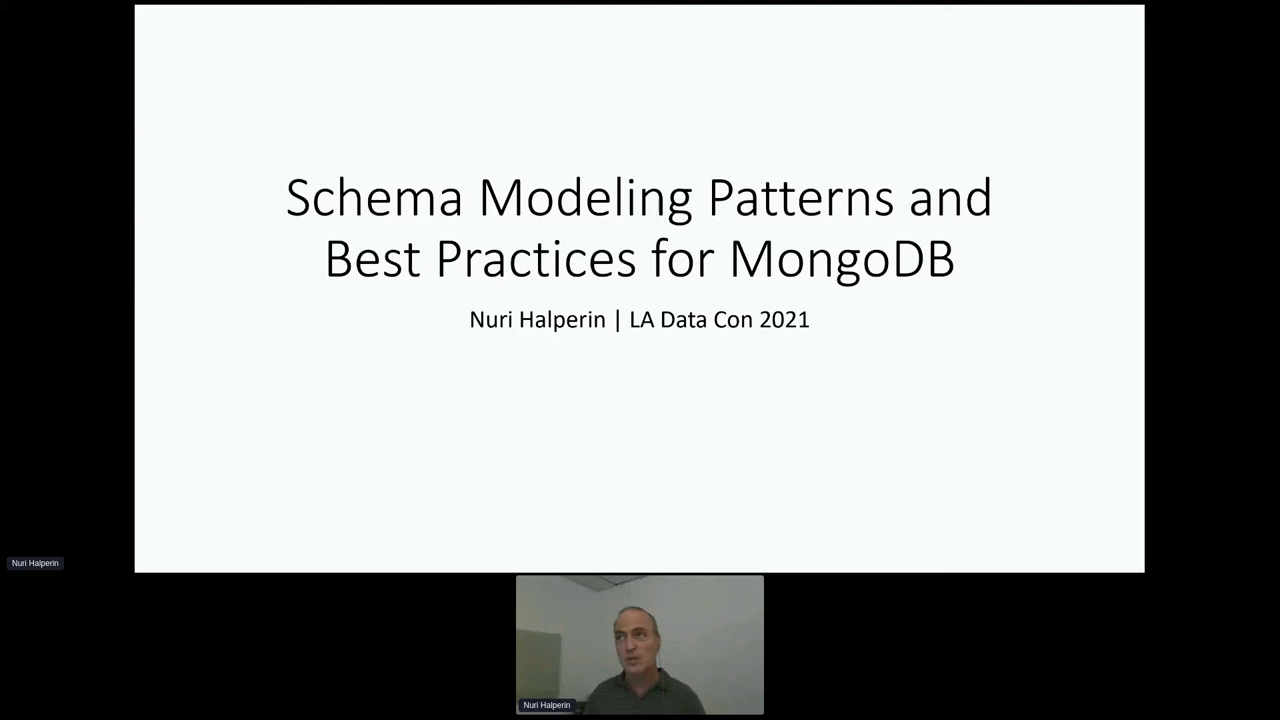 Schema Modeling Patterns and
Best Practices for MongoDB
Nuri Halperin | LA Data Con 2021
Nuri Halperin
Nuri Halperin